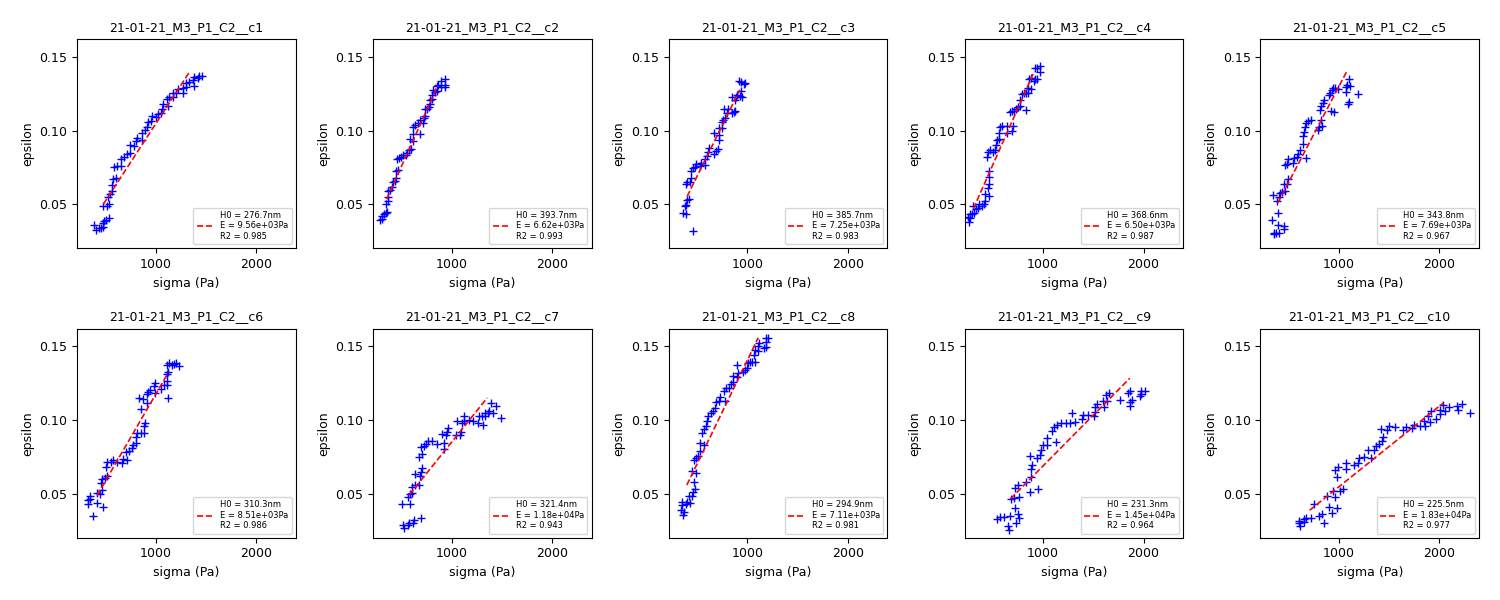 21-01-21_M3_P1_C2__c1
0.15
0.10
0.05
epsilon
1000
2000
sigma (Pa)
H0 = 276.7nm
E = 9.56e+03Pa
R2 = 0.985
21-01-21_M3_P1_C2__c2
0.15
0.10
0.05
epsilon
1000
2000
sigma (Pa)
H0 = 393.7nm
E = 6.62e+03Pa
R2 = 0.993
21-01-21_M3_P1_C2__c3
0.15
0.10
0.05
epsilon
1000
2000
sigma (Pa)
H0 = 385.7nm
E = 7.25e+03Pa
R2 = 0.983
21-01-21_M3_P1_C2__c4
0.15
0.10
0.05
epsilon
1000
2000
sigma (Pa)
H0 = 368.6nm
E = 6.50e+03Pa
R2 = 0.987
21-01-21_M3_P1_C2__c5
0.15
0.10
0.05
epsilon
1000
2000
sigma (Pa)
H0 = 343.8nm
E = 7.69e+03Pa
R2 = 0.967
21-01-21_M3_P1_C2__c6
0.15
0.10
0.05
epsilon
1000
2000
sigma (Pa)
H0 = 310.3nm
E = 8.51e+03Pa
R2 = 0.986
21-01-21_M3_P1_C2__c7
0.15
0.10
0.05
epsilon
1000
2000
sigma (Pa)
H0 = 321.4nm
E = 1.18e+04Pa
R2 = 0.943
21-01-21_M3_P1_C2__c8
0.15
0.10
0.05
epsilon
1000
2000
sigma (Pa)
H0 = 294.9nm
E = 7.11e+03Pa
R2 = 0.981
21-01-21_M3_P1_C2__c9
0.15
0.10
0.05
epsilon
1000
2000
sigma (Pa)
H0 = 231.3nm
E = 1.45e+04Pa
R2 = 0.964
21-01-21_M3_P1_C2__c10
0.15
0.10
0.05
epsilon
1000
2000
sigma (Pa)
H0 = 225.5nm
E = 1.83e+04Pa
R2 = 0.977